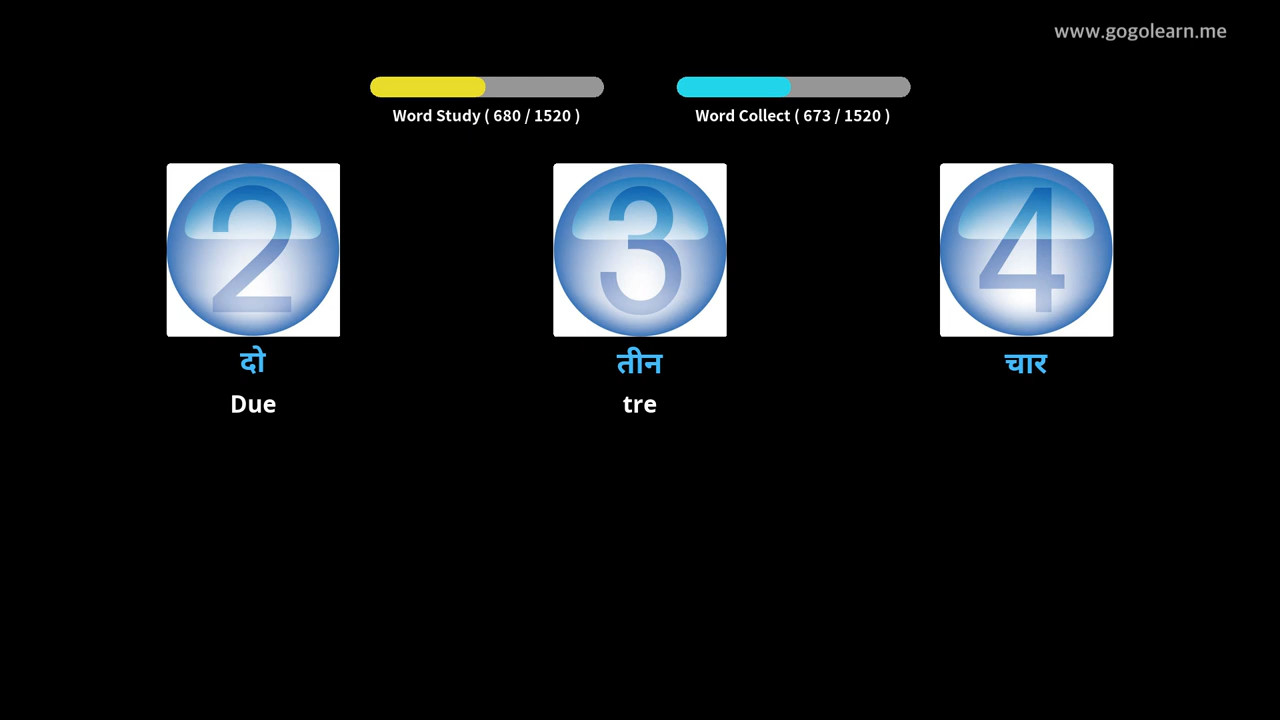 www.gogolearn.me
Word Study ( 680 / 1520 )
Word Collect ( 673 / 1520 )
2
3
4
दो
तीन
चार
Due
tre